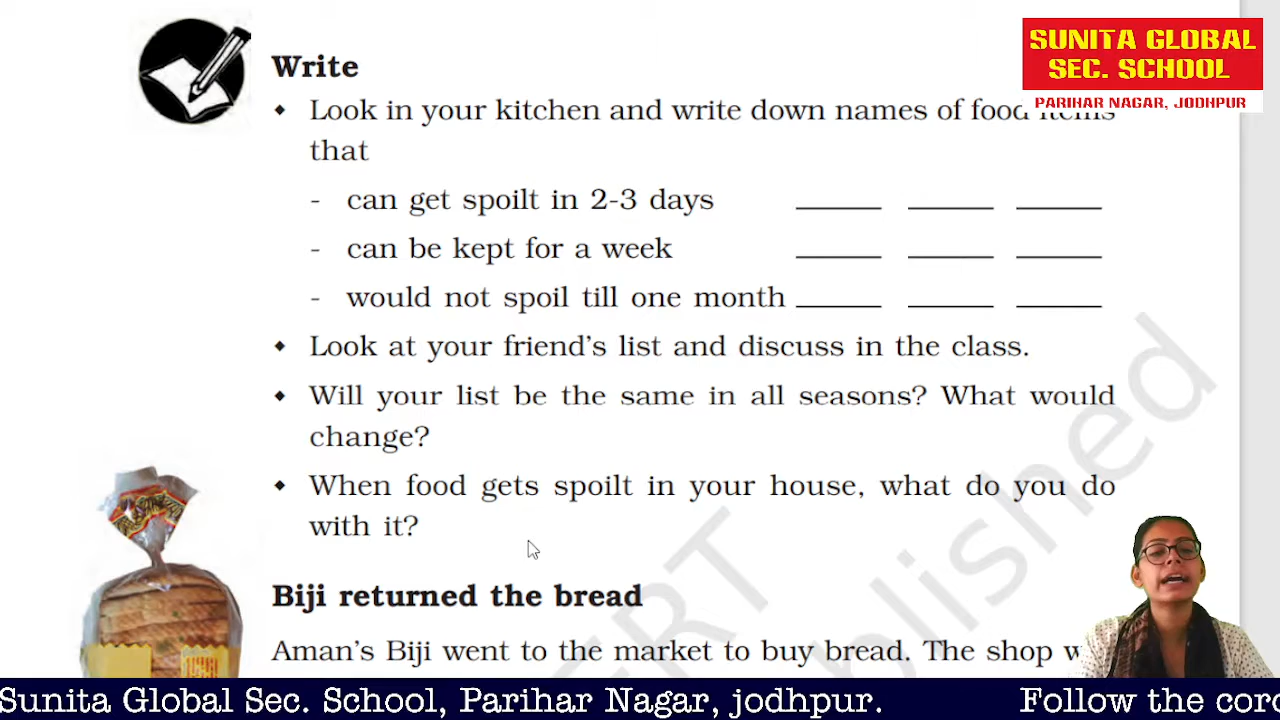 SUNITA GLOBAL
SEC. SCHOOL
PARIHAR NAGAR, JODHPUR
Write
Look in your kitchen and write down names of food items
that
- can get spoilt in 2-3 days
- can be kept for a week
- would not spoil till one month
Look at your friend's list and discuss in the class.
Will your list be the same in all seasons? What would
change?
When food gets spoilt in your house, what do you do
with it?
Biji returned the bread
Aman's Biji went to the market to buy bread. The shop
Sunita Global Sec. School, Parihar Nagar, jodhpur. Follow the